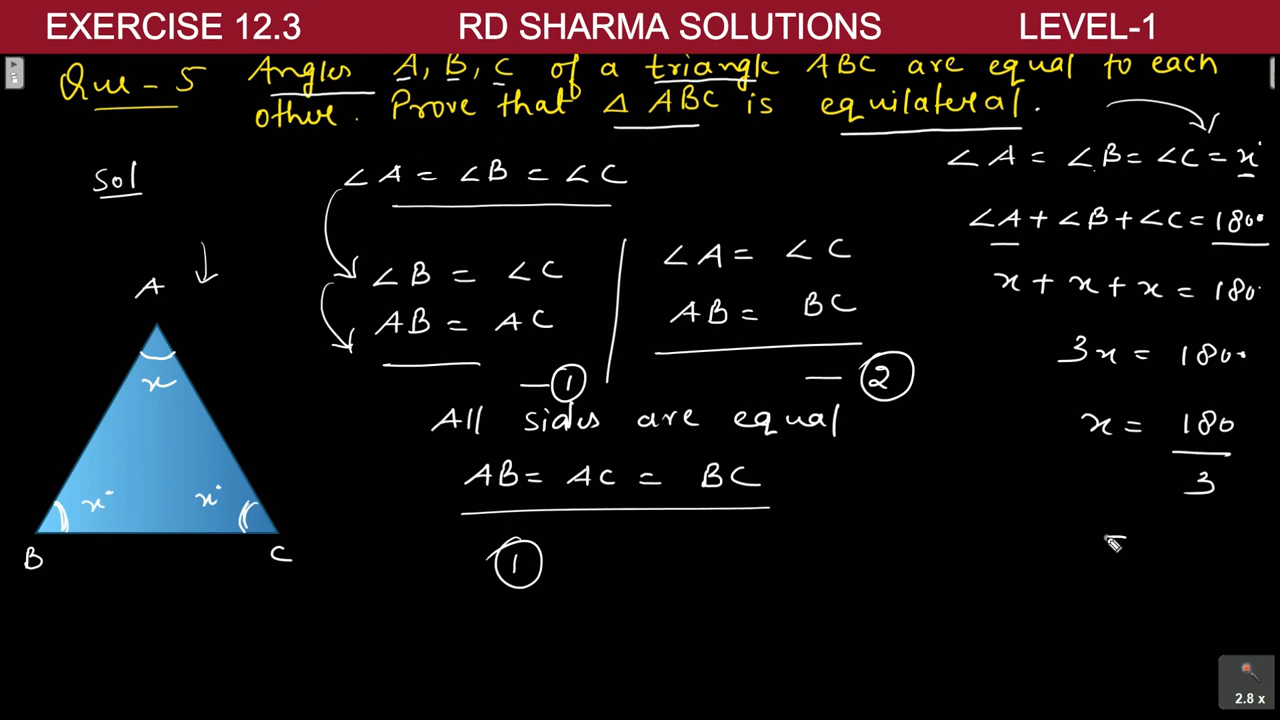 EXERCISE 12.3 RD SHARMA SOLUTIONS LEVEL-1
Que - 5 Angles A, B, C of a triangle ABC are equal to each
other. Prove that Δ ABC is equilateral.
Sol
∠A = ∠B = ∠C
∠B = ∠C
AB = AC
—①
∠A = ∠C
AB = BC
— ②
All sides are equal
AB = AC = BC
①
A
x
x°
x°
B
C
∠A = ∠B = ∠C = x°
∠A + ∠B + ∠C = 180°
x + x + x = 180°
3x = 180°
x = 180
3
=
2.8 x